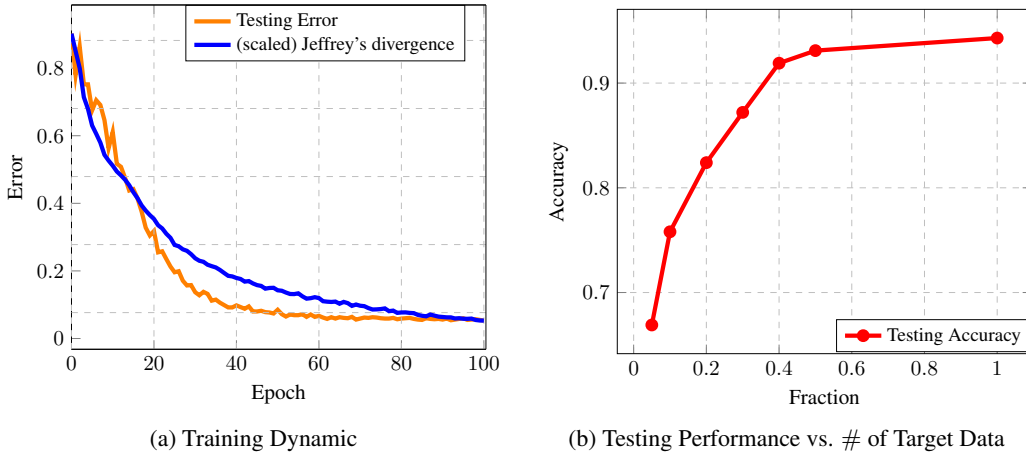 Testing Error
(scaled) Jeffrey's divergence
0.8
0.6
0.4
0.2
0
Error
0 20 40 60 80 100
Epoch
(a) Training Dynamic
0.9
0.8
0.7
Accuracy
Testing Accuracy
0 0.2 0.4 0.6 0.8 1
Fraction
(b) Testing Performance vs. # of Target Data